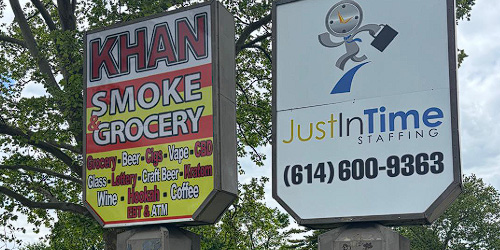 KHAN
SMOKE
& GROCERY
Grocery - Beer - Cigs - Vape - CBD
Glass - Lottery - Craft Beer - Kratom
Wine - Hookah - Coffee
EBT & ATM
JustInTime
STAFFING
(614) 600-9363